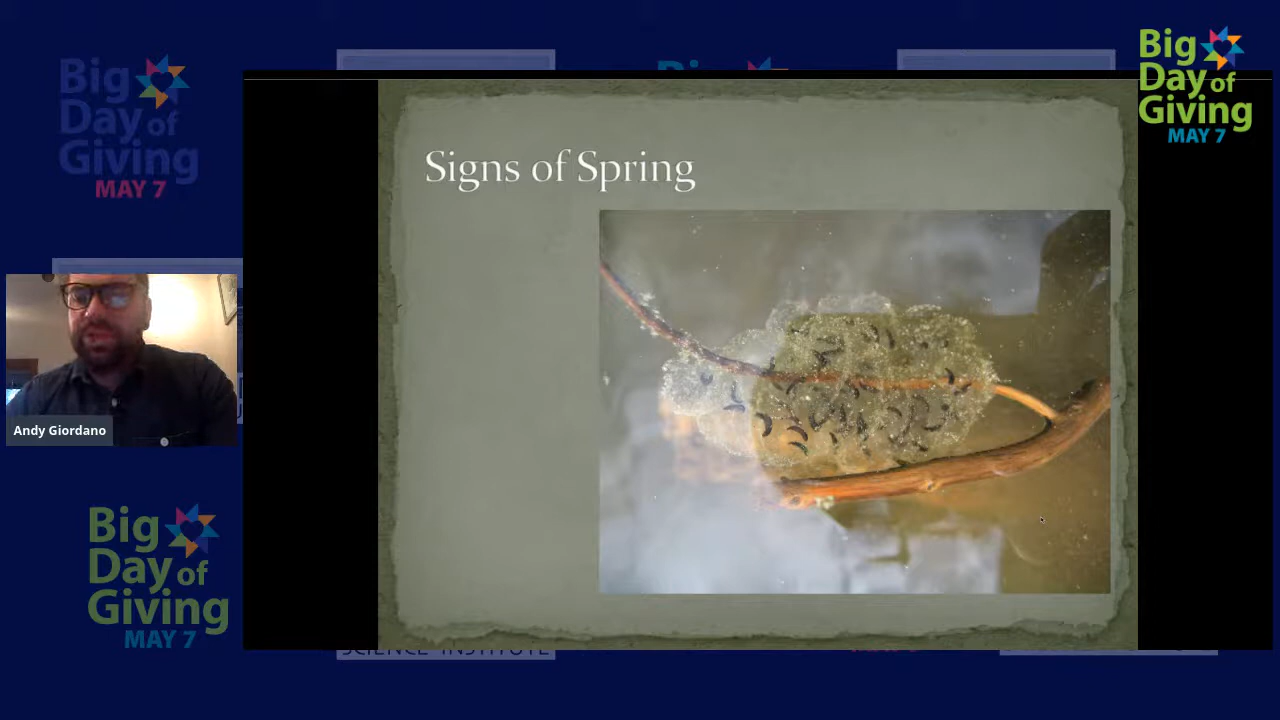 Big
Day of
Giving
MAY 7
Big
Day of
Giving
MAY 7
Signs of Spring
Andy Giordano
Big
Day of
Giving
MAY 7
SCIENCE INSTITUTE